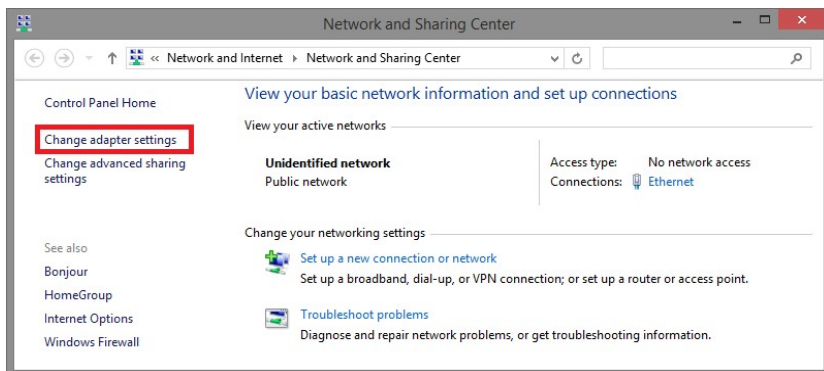 Network and Sharing Center
« Network and Internet ▸ Network and Sharing Center
Control Panel Home
Change adapter settings
Change advanced sharing
settings
See also
Bonjour
HomeGroup
Internet Options
Windows Firewall
View your basic network information and set up connections
View your active networks
Unidentified network
Public network
Access type: No network access
Connections: Ethernet
Change your networking settings
Set up a new connection or network
Set up a broadband, dial-up, or VPN connection; or set up a router or access point.
Troubleshoot problems
Diagnose and repair network problems, or get troubleshooting information.